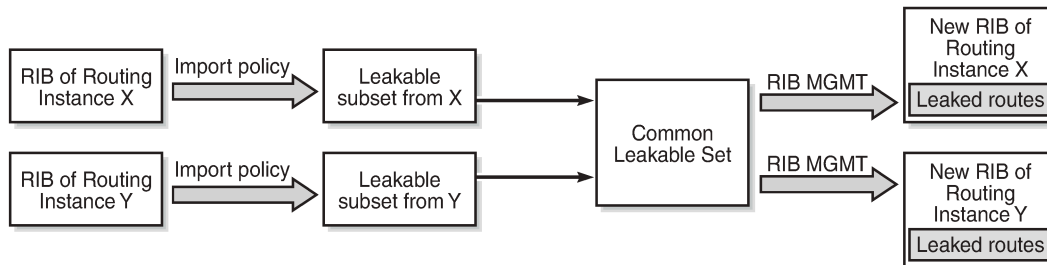 RIB of Routing
Instance X
Import policy
Leakable
subset from X
RIB of Routing
Instance Y
Import policy
Leakable
subset from Y
Common
Leakable Set
RIB MGMT
New RIB of
Routing
Instance X
Leaked routes
RIB MGMT
New RIB of
Routing
Instance Y
Leaked routes